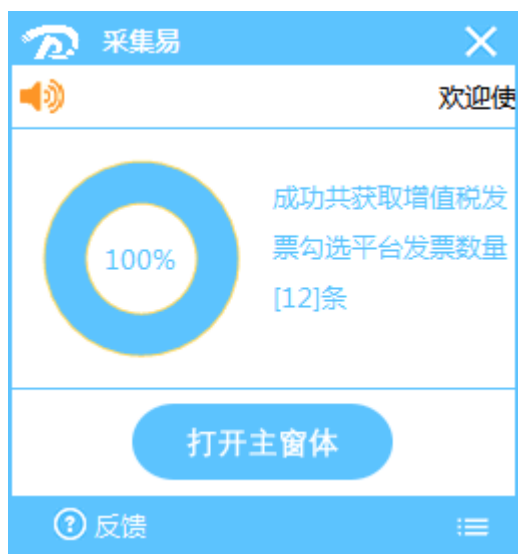 采集易
欢迎使
100%
成功共获取增值税发
票勾选平台发票数量
[12]条
打开主窗体
反馈